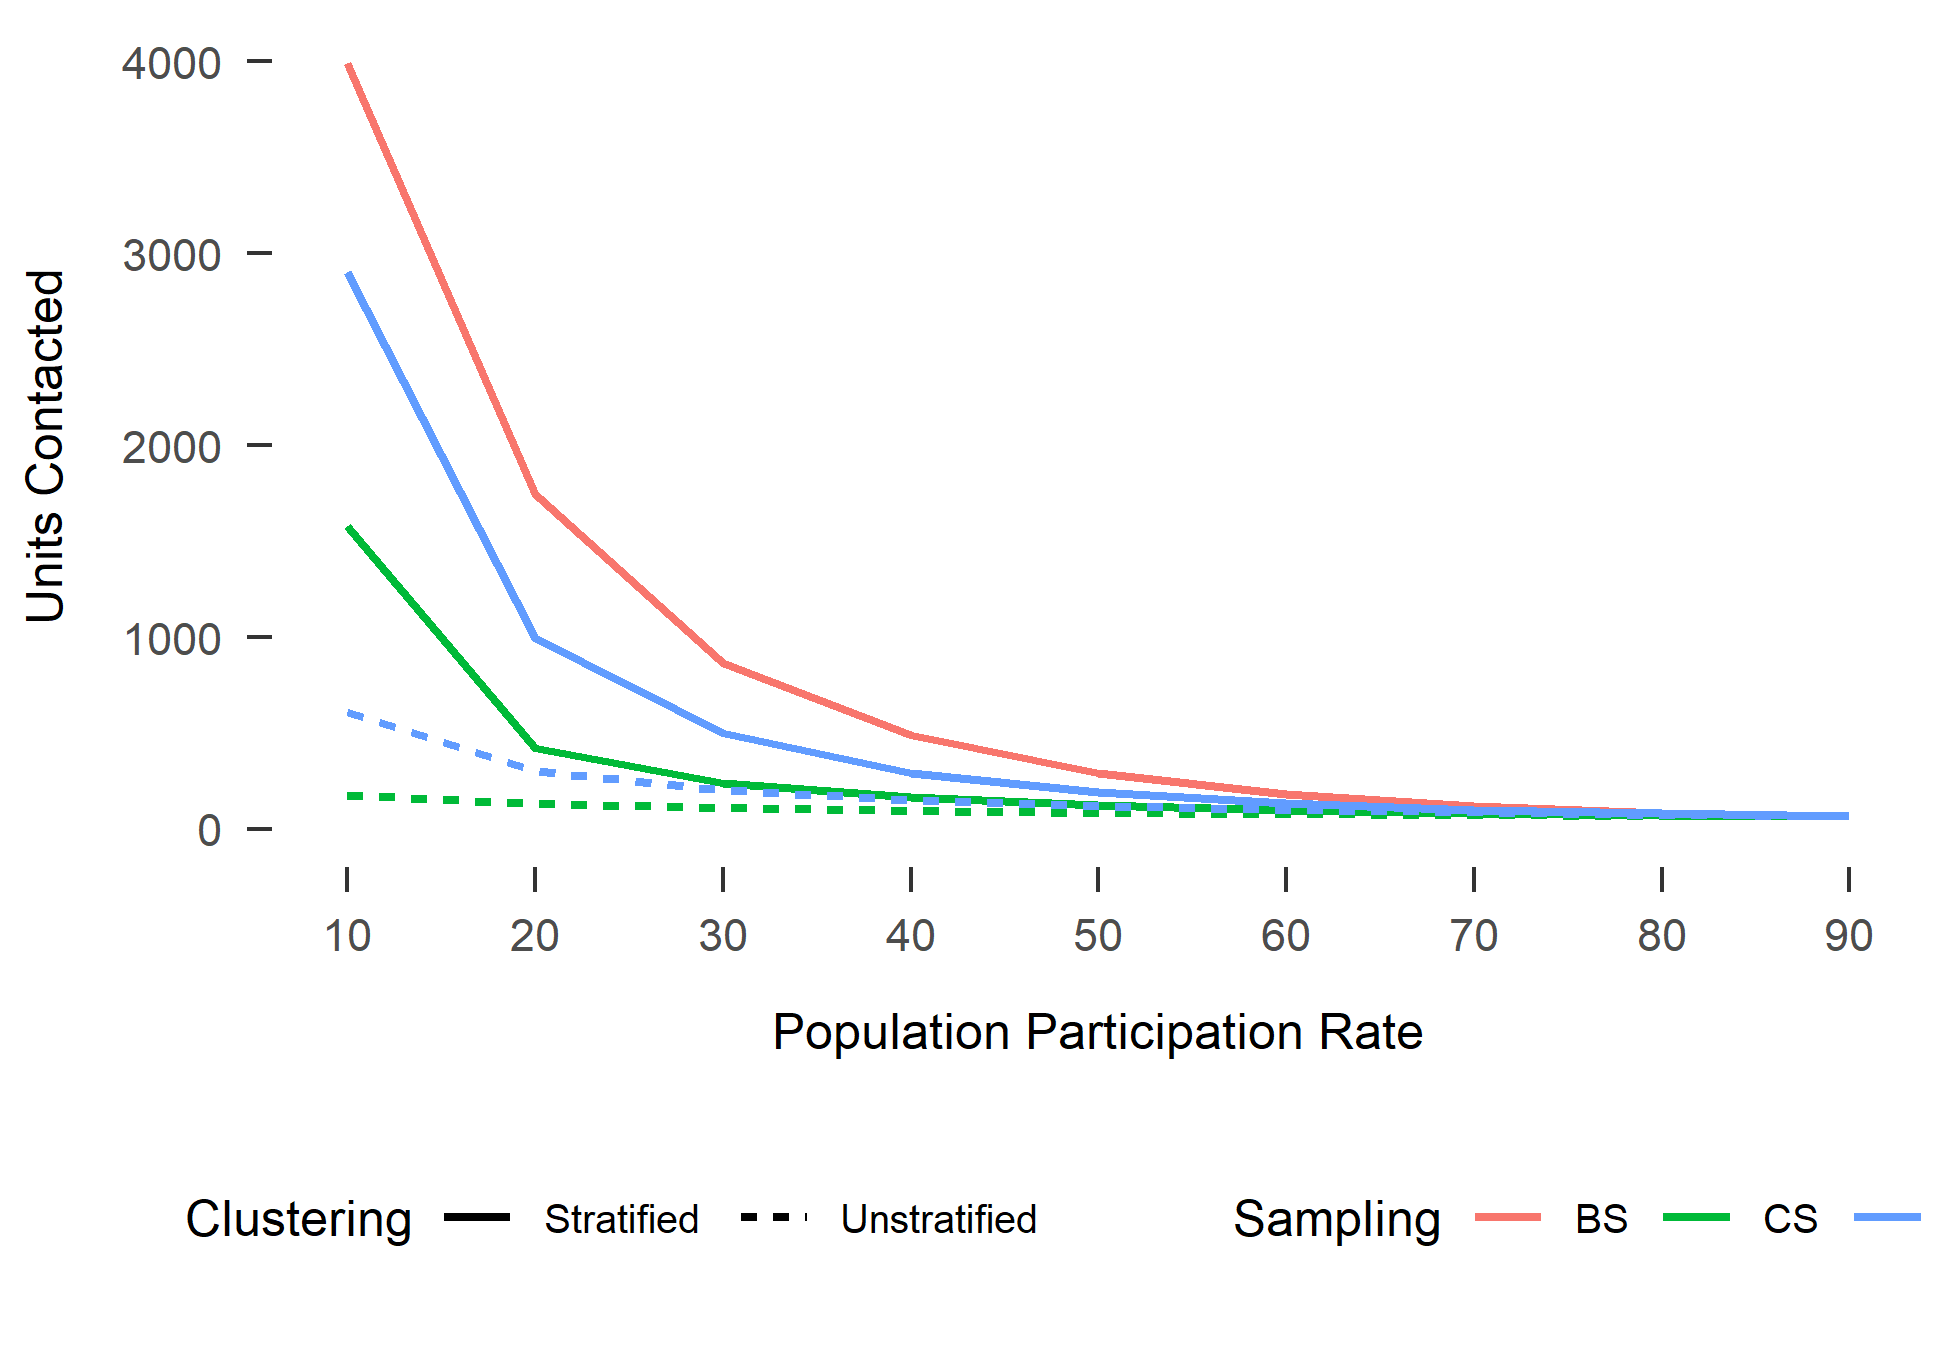 4000
3000
2000
1000
0
Units Contacted
10 20 30 40 50 60 70 80 90
Population Participation Rate
Clustering Stratified Unstratified Sampling BS CS